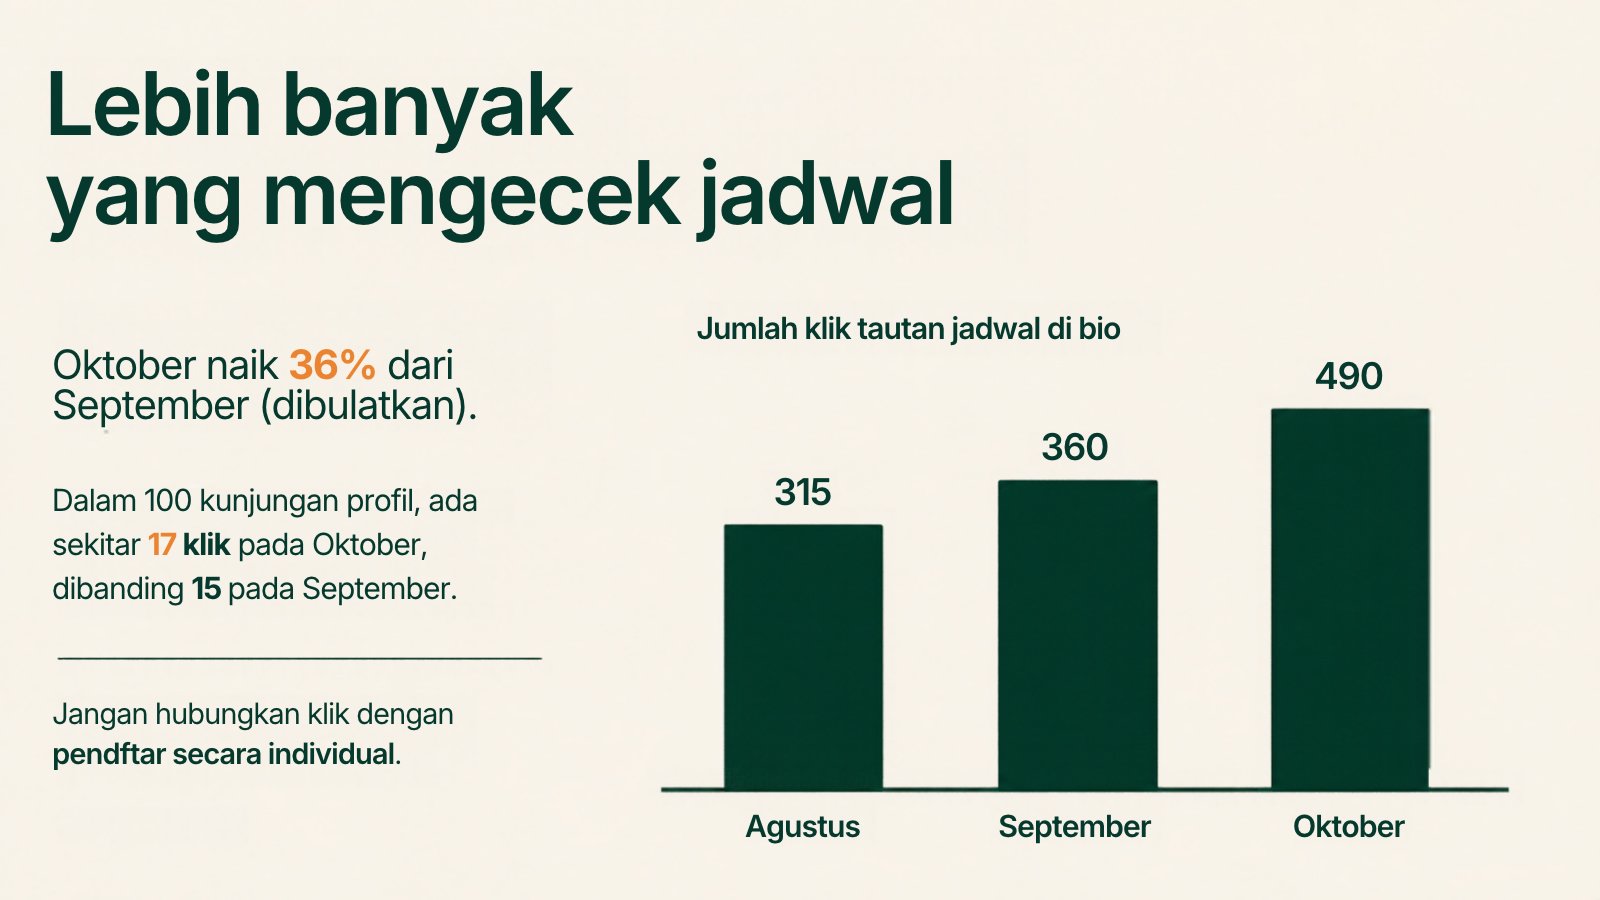 Lebih banyak
yang mengecek jadwal
Oktober naik 36% dari
September (dibulatkan).
Dalam 100 kunjungan profil, ada
sekitar 17 klik pada Oktober,
dibanding 15 pada September.
Jangan hubungkan klik dengan
pendftar secara individual.
Jumlah klik tautan jadwal di bio
315
360
490
Agustus
September
Oktober